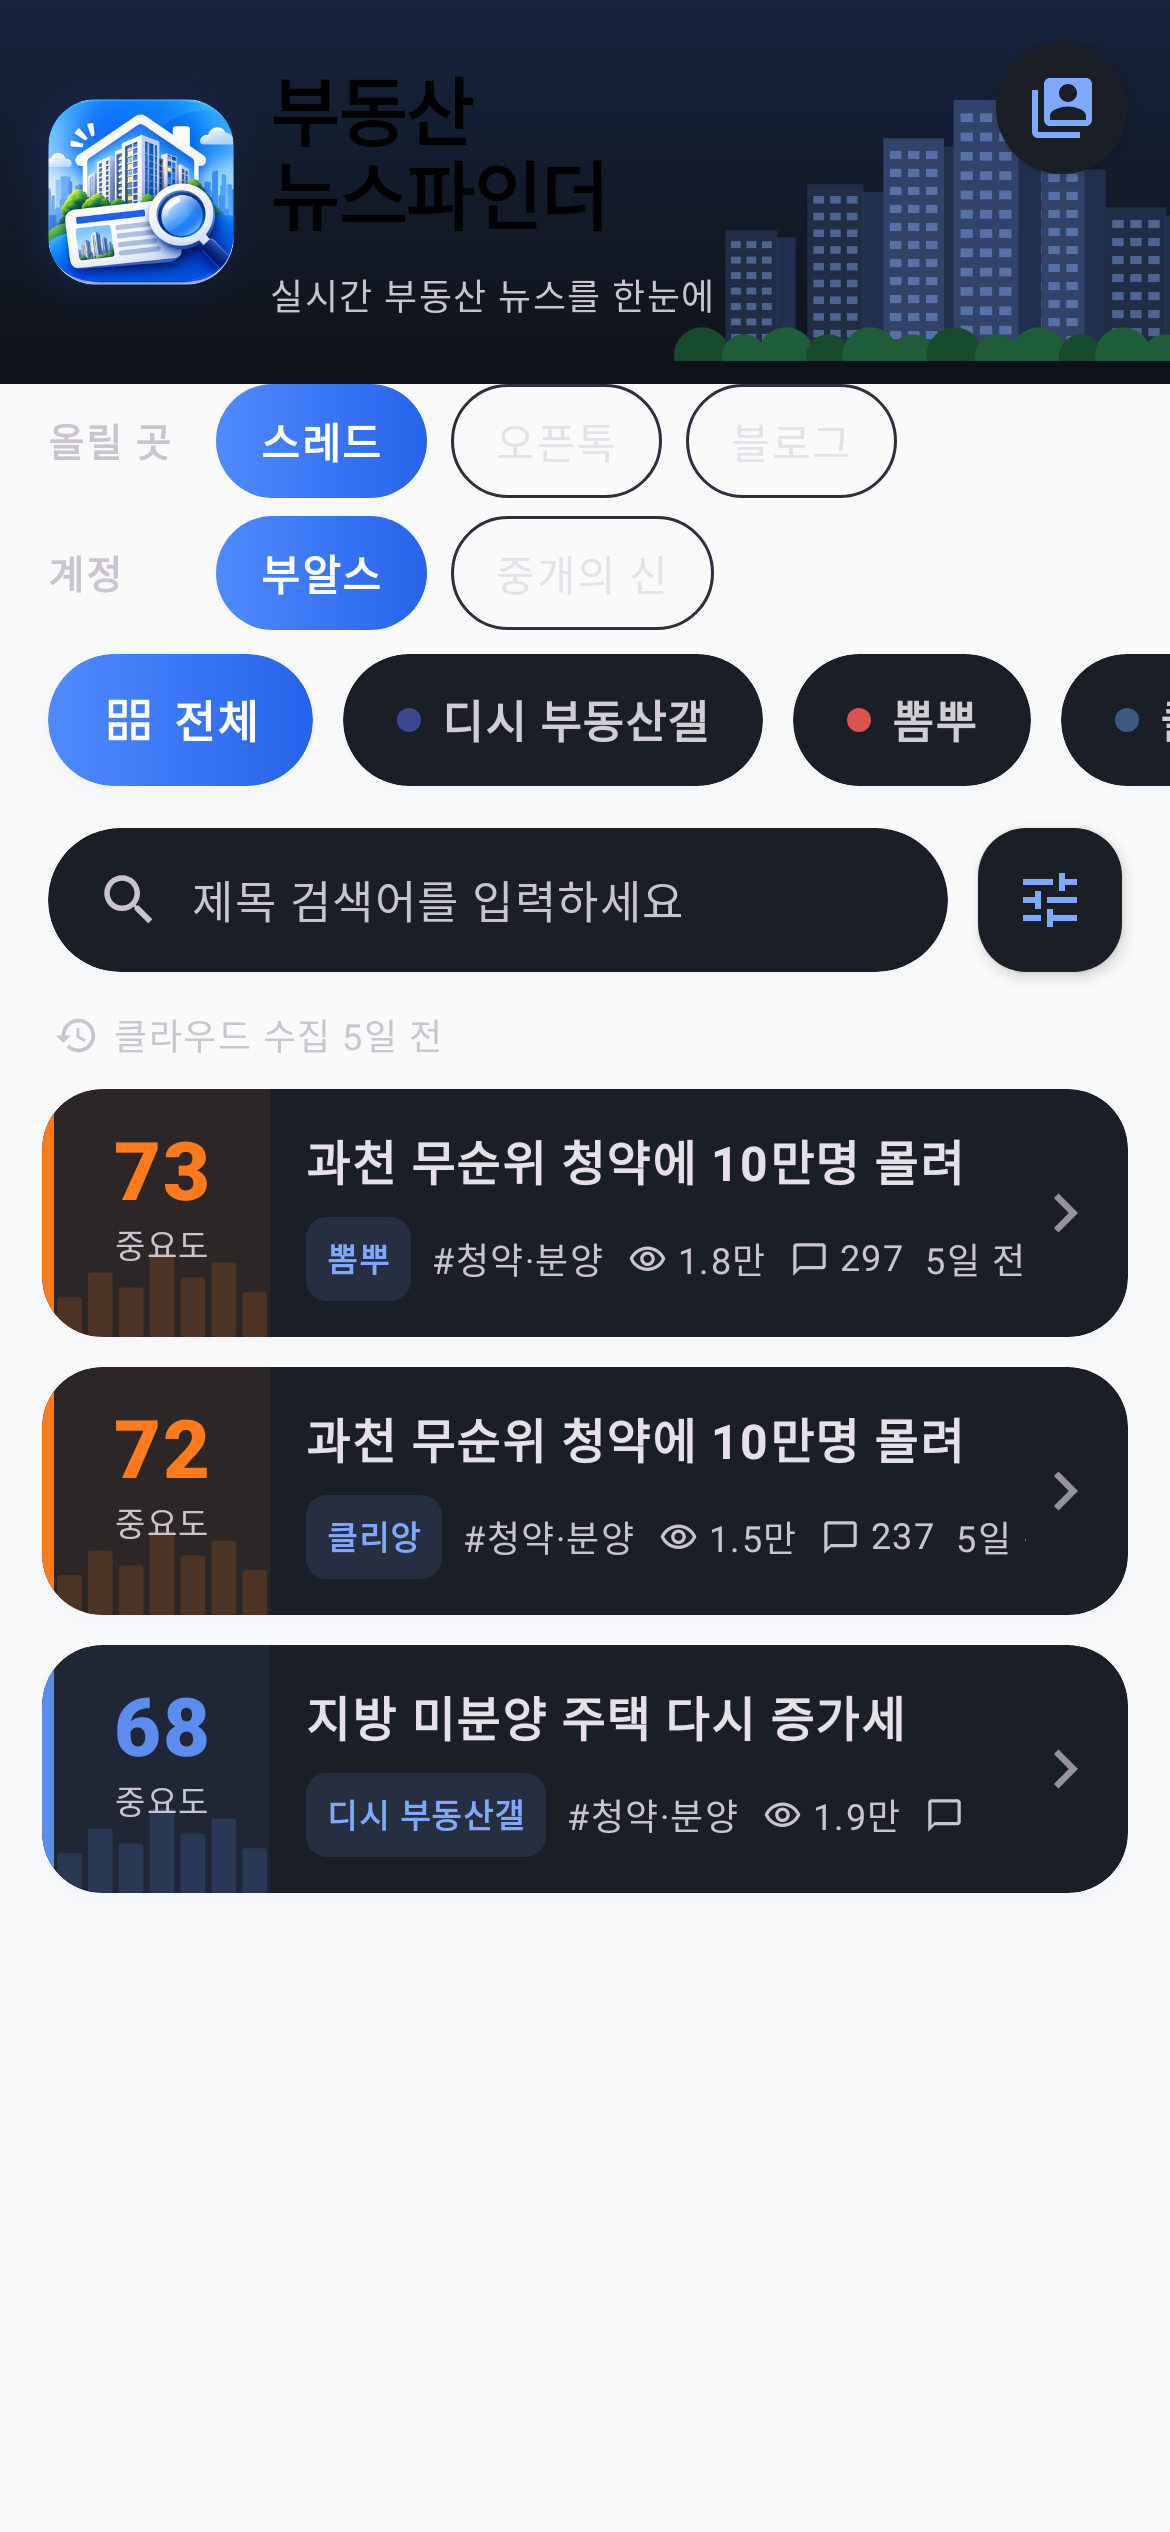 부동산
뉴스파인더
실시간 부동산 뉴스를 한눈에
올릴 곳 스레드 오픈톡 블로그
계정 부알스 중개의 신
전체 디시 부동산갤 뽐뿌
제목 검색어를 입력하세요
클라우드 수집 5일 전
73
중요도
과천 무순위 청약에 10만명 몰려
뽐뿌 #청약·분양 1.8만 297 5일 전
72
중요도
과천 무순위 청약에 10만명 몰려
클리앙 #청약·분양 1.5만 237 5일
68
중요도
지방 미분양 주택 다시 증가세
디시 부동산갤 #청약·분양 1.9만